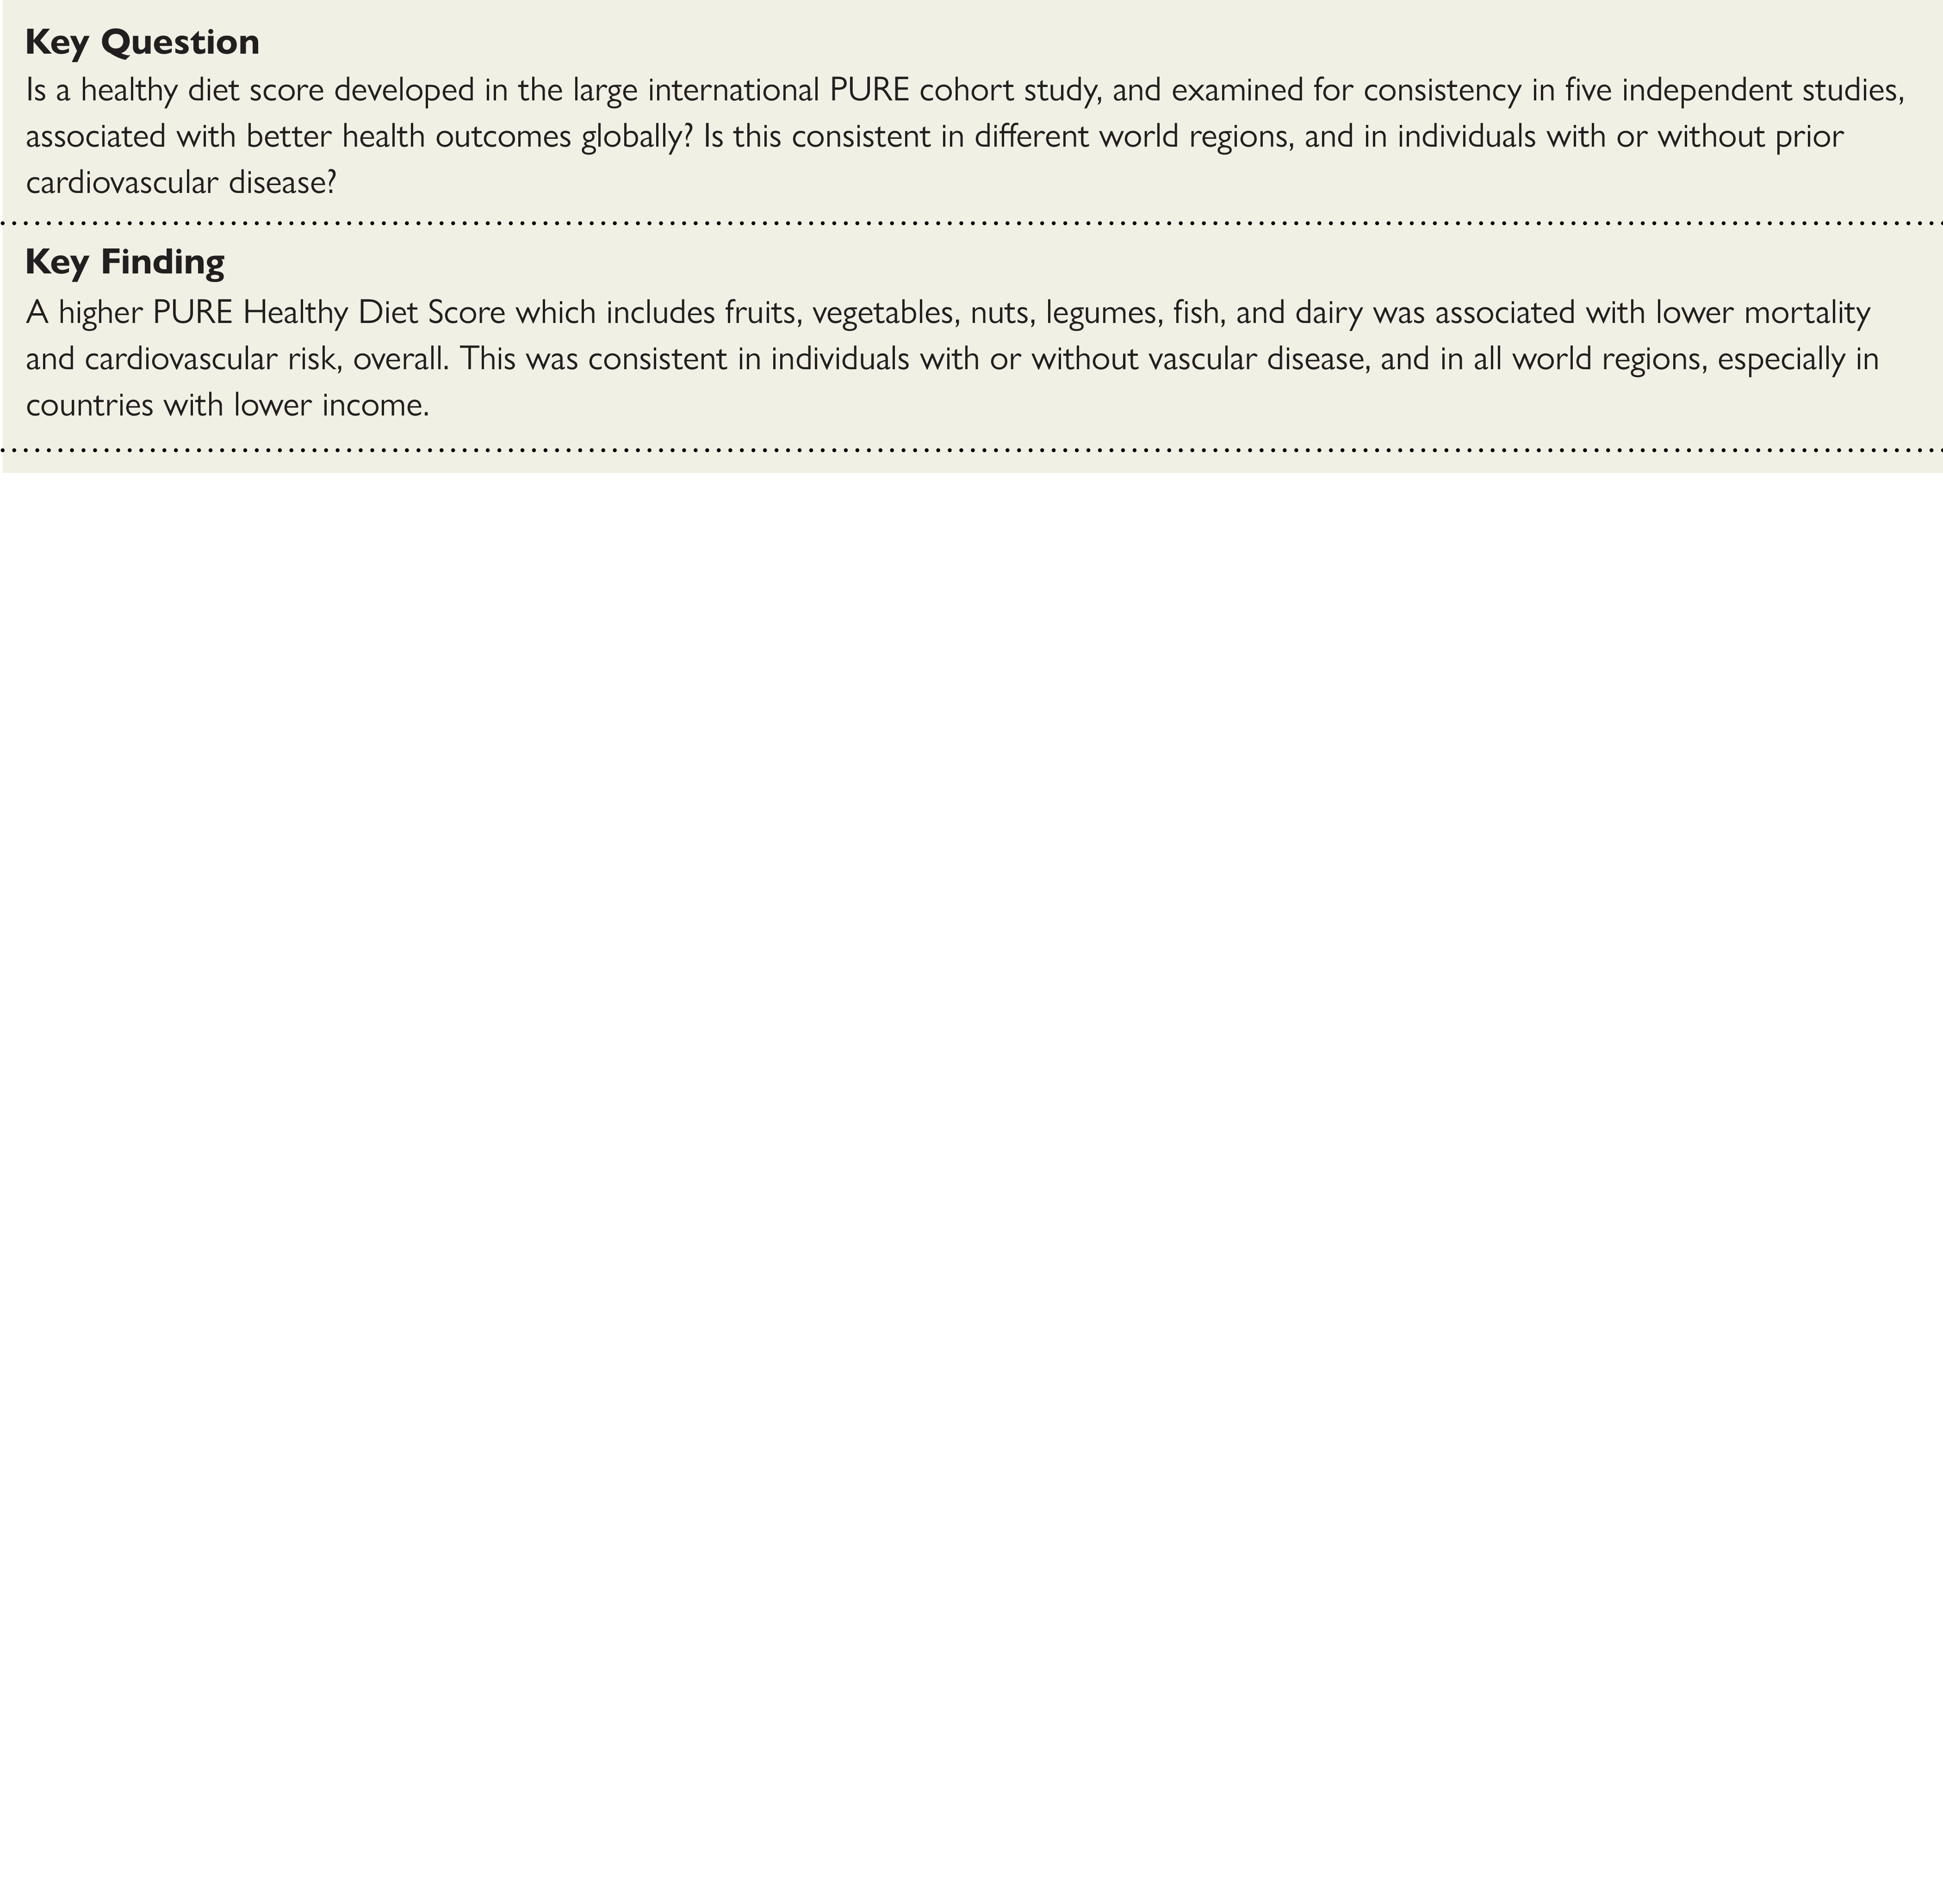 Key Question
Is a healthy diet score developed in the large international PURE cohort study, and examined for consistency in five independent studies,
associated with better health outcomes globally? Is this consistent in different world regions, and in individuals with or without prior
cardiovascular disease?
Key Finding
A higher PURE Healthy Diet Score which includes fruits, vegetables, nuts, legumes, fish, and dairy was associated with lower mortality
and cardiovascular risk, overall. This was consistent in individuals with or without vascular disease, and in all world regions, especially in
countries with lower income.